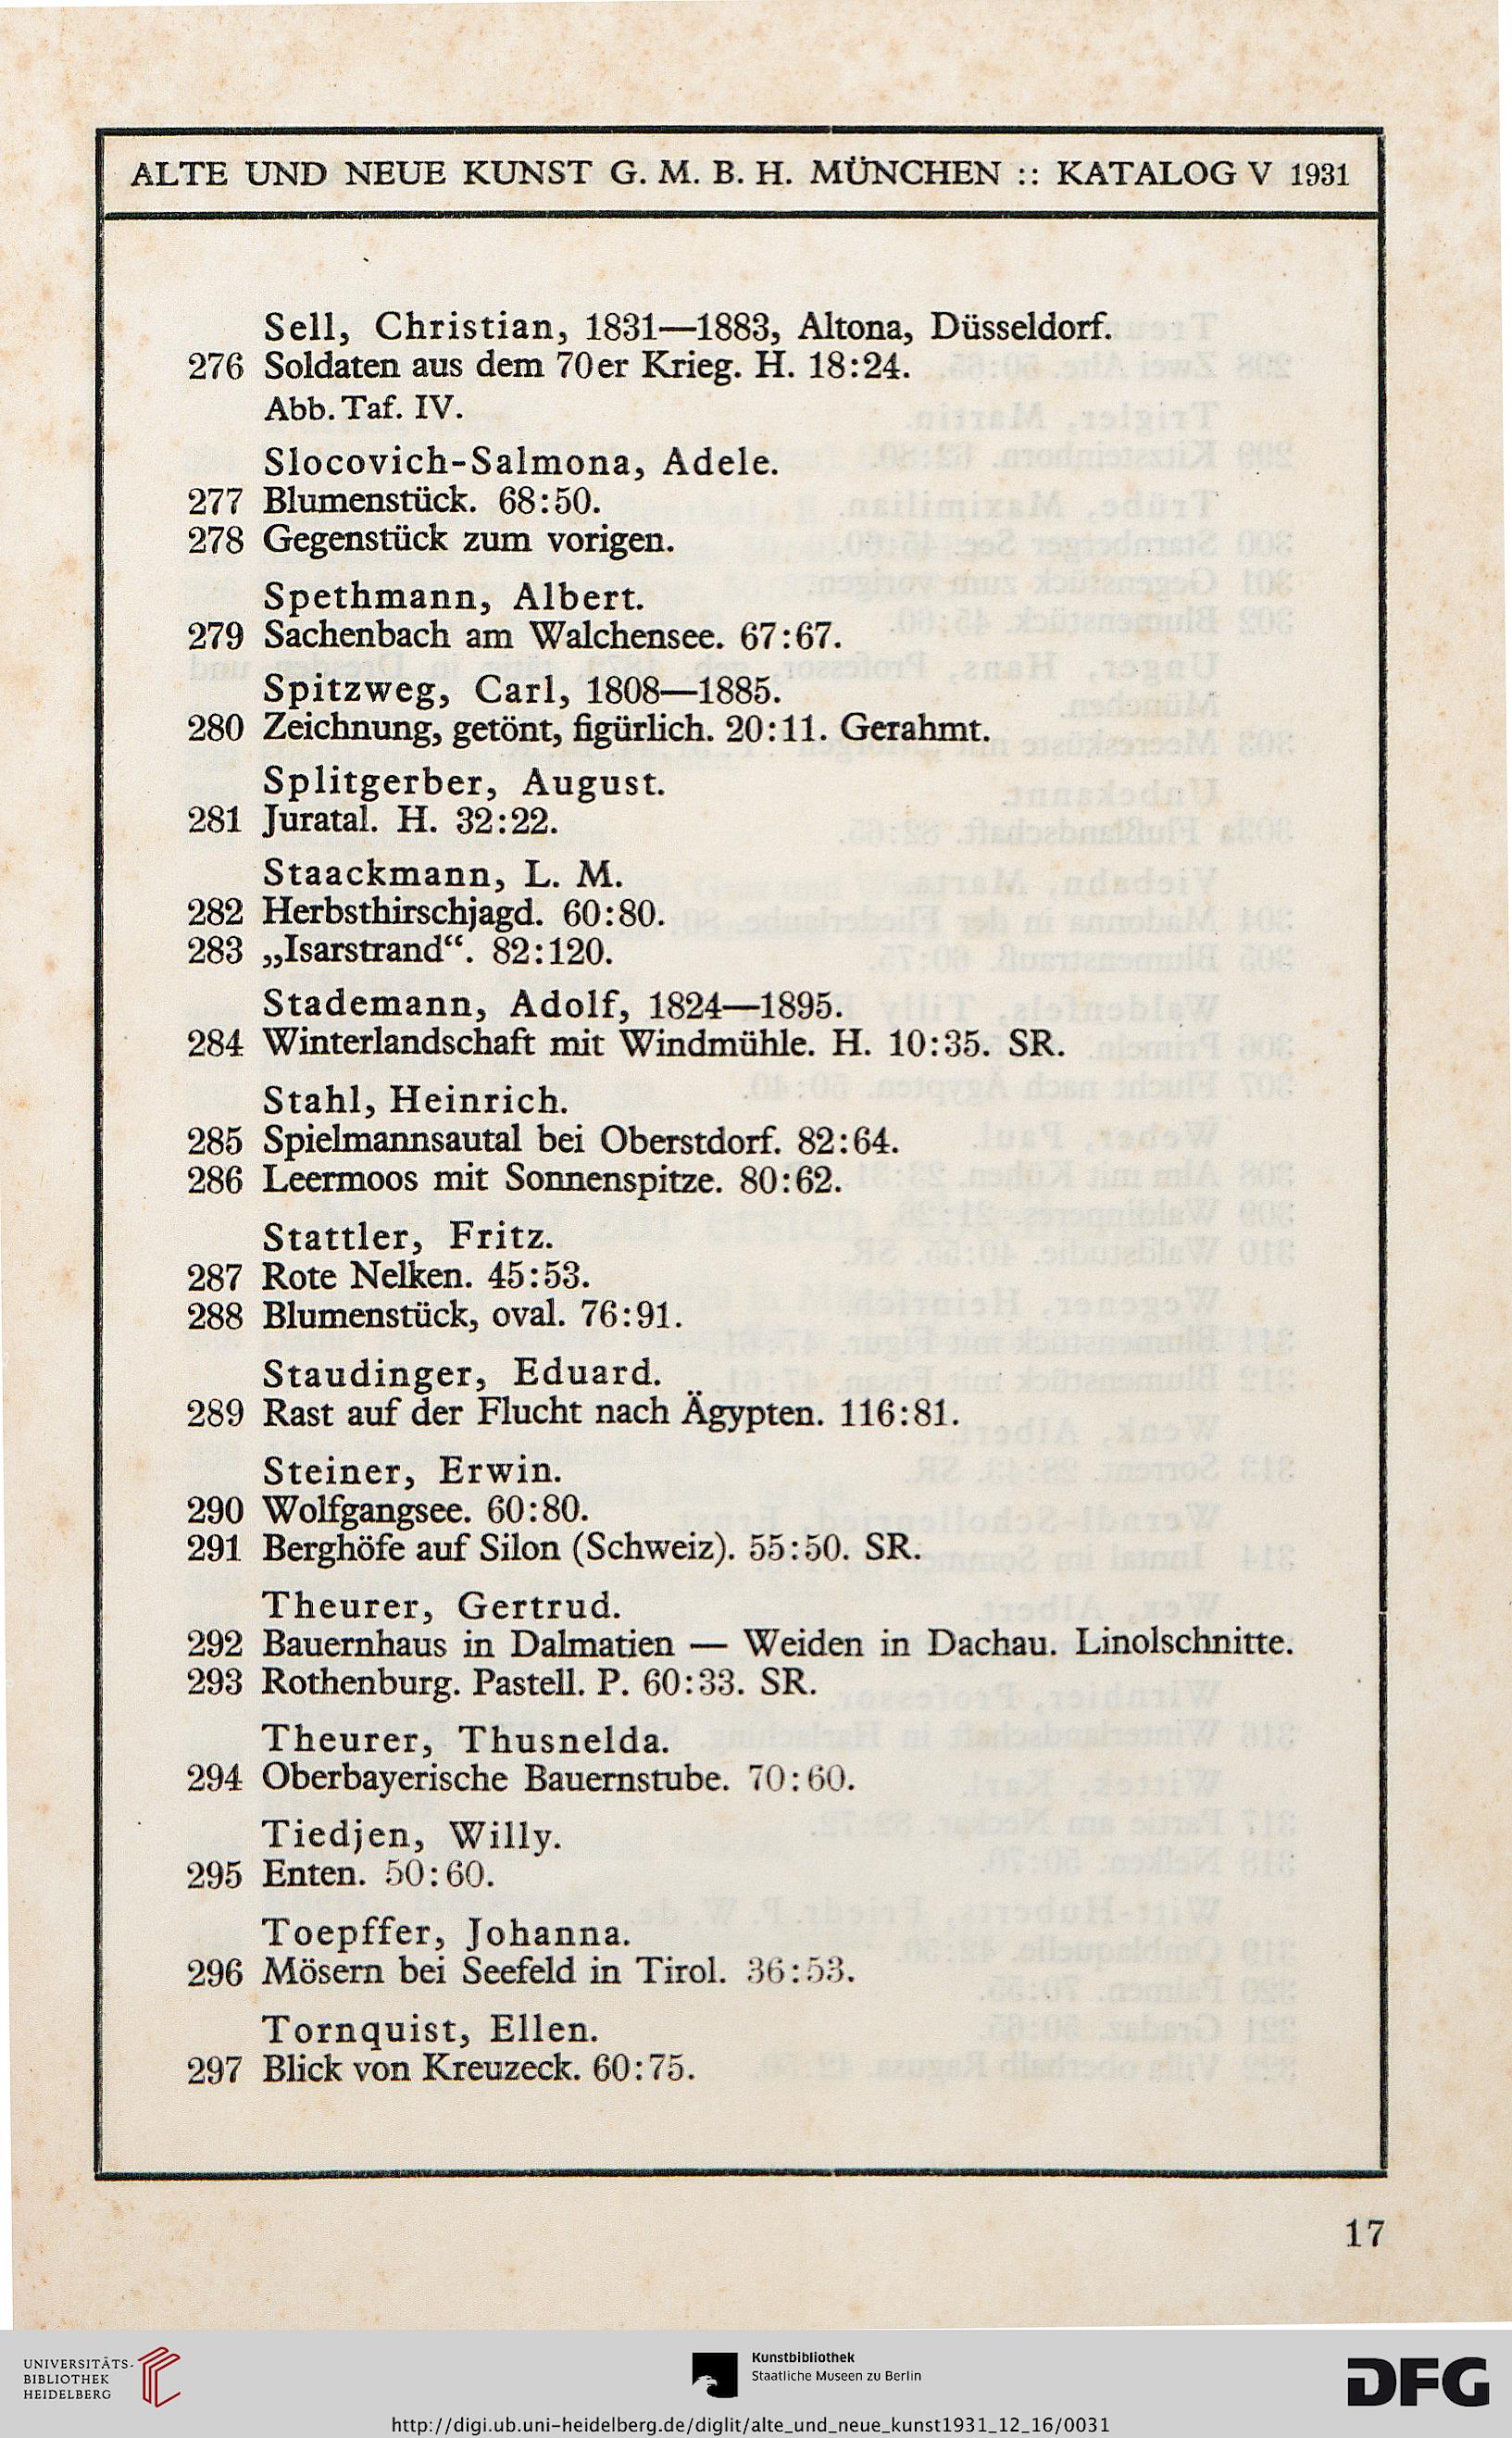 ALTE UND NEUE KUNST G. M. B. H. MÜNCHEN :: KATALOG V 1931
Sell, Christian, 1831—1883, Altona, Düsseldorf.
276 Soldaten aus dem 70er Krieg. H. 18:24.
Abb. Taf. IV.
Slocovich-Salmona, Adele.
277 Blumenstück. 68:50.
278 Gegenstück zum vorigen.
Spethmann, Albert.
279 Sachenbach am Walchensee. 67:67.
Spitzweg, Carl, 1808—1885.
280 Zeichnung, getönt, figürlich. 20:11. Gerahmt.
Splitgerber, August.
281 Juratal. H. 32:22.
Staackmann, L. M.
282 Herbsthirschjagd. 60:80.
283 „Isarstrand“. 82:120.
Stademann, Adolf, 1824—1895.
284 Winterlandschaft mit Windmühle. H. 10:35. SR.
Stahl, Heinrich.
285 Spielmannsautal bei Oberstdorf. 82:64.
286 Leermoos mit Sonnenspitze. 80:62.
Stattler, Fritz.
287 Rote Nelken. 45:53.
288 Blumenstück, oval. 76:91.
Staudinger, Eduard.
289 Rast auf der Flucht nach Ägypten. 116:81.
Steiner, Erwin.
290 Wolfgangsee. 60:80.
291 Berghöfe auf Silon (Schweiz). 55:50. SR.
Theurer, Gertrud.
292 Bauernhaus in Dalmatien — Weiden in Dachau. Linolschnitte.
293 Rothenburg. Pastell. P. 60:33. SR.
Theurer, Thusnelda.
294 Oberbayerische Bauernstube. 70:60.
Tiedjen, Willy.
295 Enten. 50:60.
Toepffer, Johanna.
296 Mösern bei Seefeld in Tirol. 36:53.
Tornquist, Ellen.
297 Blick von Kreuzeck. 60:75.
17
UNIVERSITÄTS-
BIBLIOTHEK
HEIDELBERG
Kunstbibliothek
Staatliche Museen zu Berlin
DFG
http://digi.ub.uni-heidelberg.de/diglit/alte_und_neue_kunst1931_12_16/0031